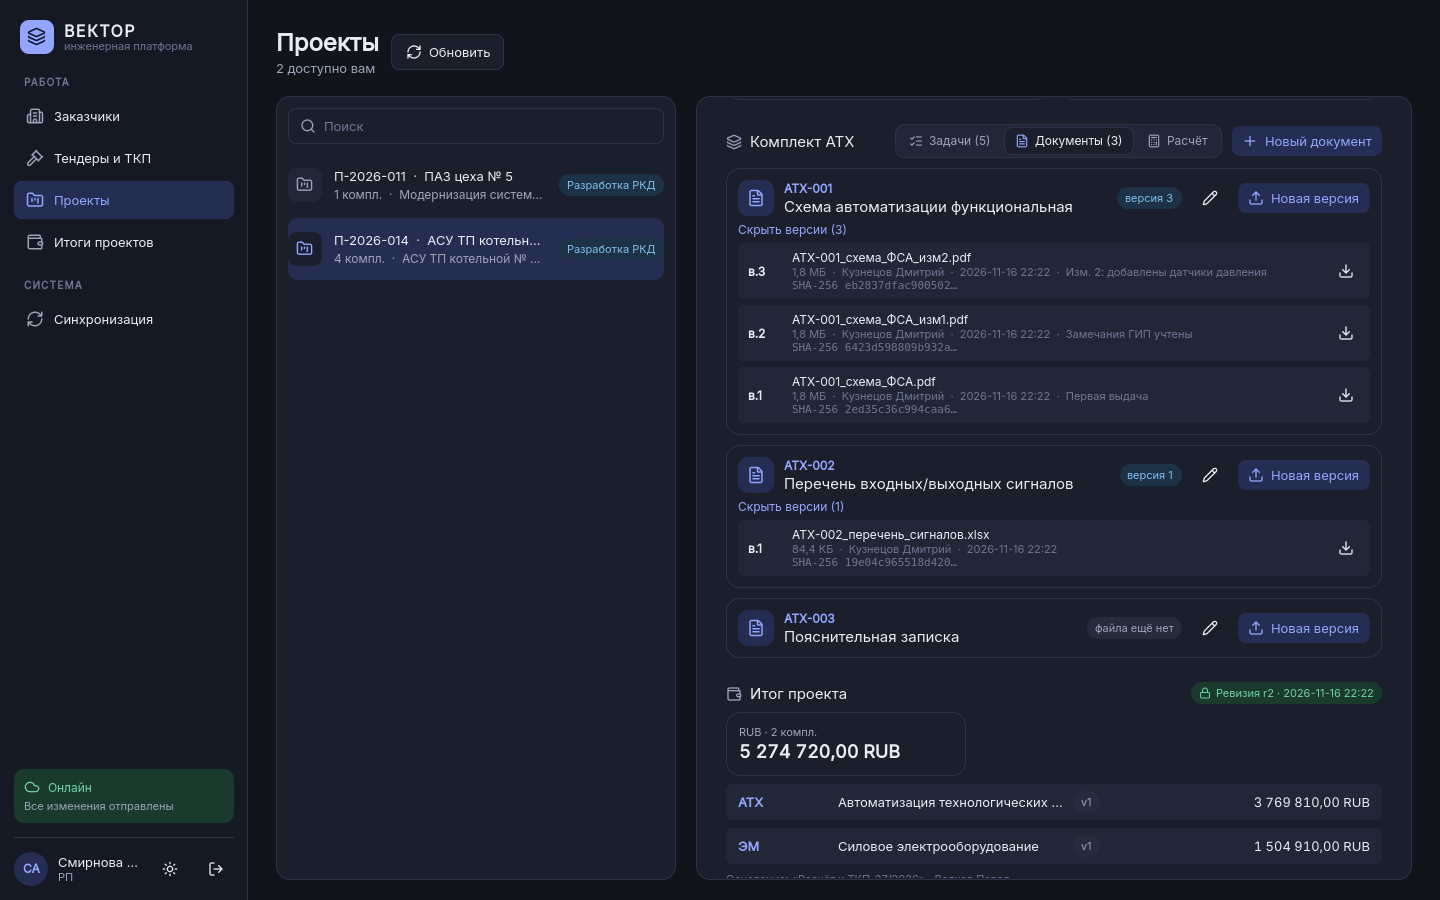 ВЕКТОР
инженерная платформа
РАБОТА
Заказчики
Тендеры и ТКП
Проекты
Итоги проектов
СИСТЕМА
Синхронизация
Онлайн
Все изменения отправлены
СА
Смирнова ...
РП
Проекты
2 доступно вам
Обновить
Поиск
П-2026-011 · ПАЗ цеха № 5
1 компл. · Модернизация систем...
Разработка РКД
П-2026-014 · АСУ ТП котельн...
4 компл. · АСУ ТП котельной № ...
Разработка РКД
Комплект АТХ
Задачи (5)
Документы (3)
Расчёт
Новый документ
АТХ-001
Схема автоматизации функциональная
версия 3
Новая версия
Скрыть версии (3)
в.3
АТХ-001_схема_ФСА_изм2.pdf
1,8 МБ · Кузнецов Дмитрий · 2026-11-16 22:22 · Изм. 2: добавлены датчики давления
SHA-256 eb2837dfac900502…
в.2
АТХ-001_схема_ФСА_изм1.pdf
1,8 МБ · Кузнецов Дмитрий · 2026-11-16 22:22 · Замечания ГИП учтены
SHA-256 6423d598809b932a…
в.1
АТХ-001_схема_ФСА.pdf
1,8 МБ · Кузнецов Дмитрий · 2026-11-16 22:22 · Первая выдача
SHA-256 2ed35c36c994caa6…
АТХ-002
Перечень входных/выходных сигналов
версия 1
Новая версия
Скрыть версии (1)
в.1
АТХ-002_перечень_сигналов.xlsx
84,4 КБ · Кузнецов Дмитрий · 2026-11-16 22:22
SHA-256 19e04c965518d420…
АТХ-003
Пояснительная записка
файла ещё нет
Новая версия
Итог проекта
Ревизия r2 · 2026-11-16 22:22
RUB · 2 компл.
5 274 720,00 RUB
АТХ
Автоматизация технологических ...
v1
3 769 810,00 RUB
ЭМ
Силовое электрооборудование
v1
1 504 910,00 RUB